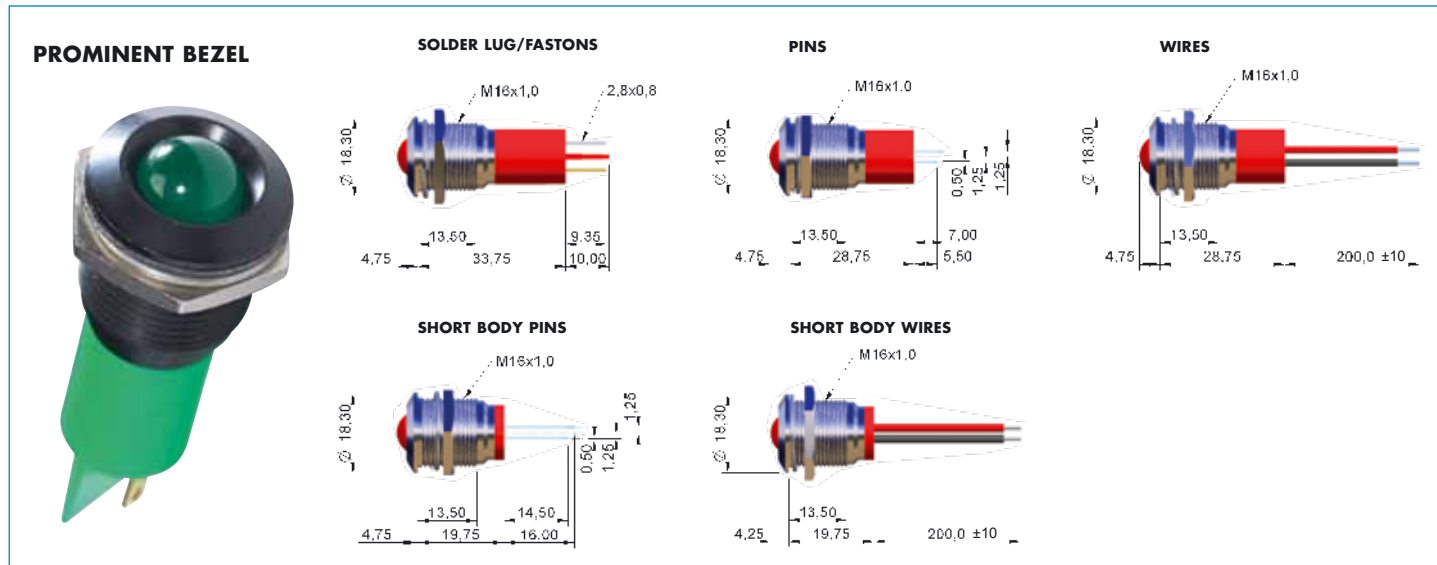 PROMINENT BEZEL
SOLDER LUG/FASTONS
M16x1,0
2,8x0,8
Ø 18,30
13,50
9.35
4,75
33,75
10,00
PINS
M16x1,0
Ø 18,30
0,50
1,25
1,25
13,50
7,00
4.75
28,75
5,50
WIRES
M16x1,0
Ø 18,30
13,50
4,75
28,75
200,0 ±10
SHORT BODY PINS
M16x1,0
Ø 18,30
0,50
1,25
1,25
13,50
14,50
4,75
19,75
16.00
SHORT BODY WIRES
M16x1,0
Ø 18,30
13,50
4,25
19,75
200,0 ±10